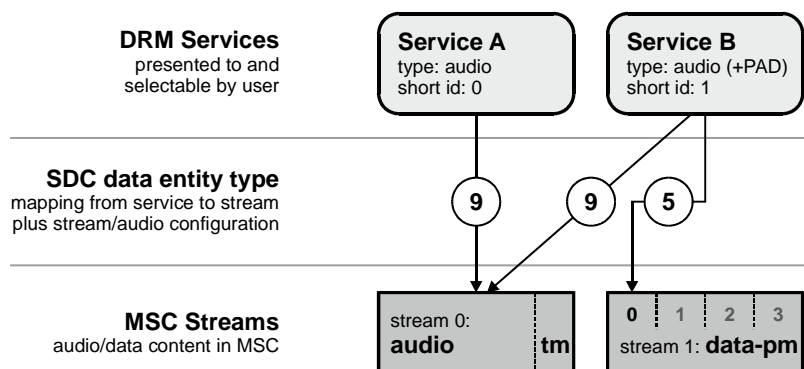 DRM Services
presented to and
selectable by user
Service A
type: audio
short id: 0
Service B
type: audio (+PAD)
short id: 1
SDC data entity type
mapping from service to stream
plus stream/audio configuration
9
9
5
MSC Streams
audio/data content in MSC
stream 0:
audio
tm
0 1 2 3
stream 1: data-pm